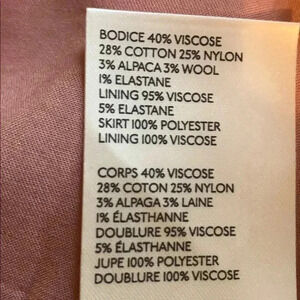 BODICE 40% VISCOSE
28% COTTON 25% NYLON
3% ALPACA 3% WOOL
1% ELASTANE
LINING 95% VISCOSE
5% ELASTANE
SKIRT 100% POLYESTER
LINING 100% VISCOSE
CORPS 40% VISCOSE
28% COTON 25% NYLON
3% ALPAGA 3% LAINE
1% ÉLASTHANNE
DOUBLURE 95% VISCOSE
5% ÉLASTHANNE
JUPE 100% POLYESTER
DOUBLURE 100% VISCOSE